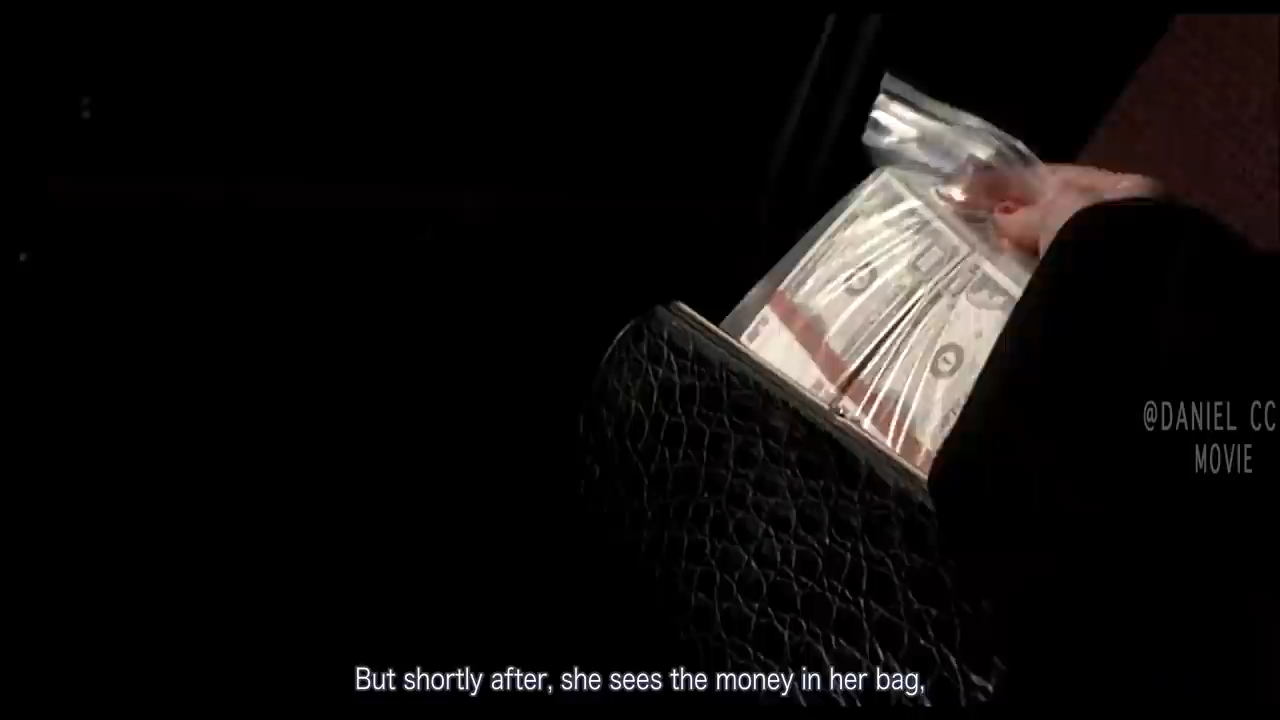 @DANIEL CC
MOVIE
But shortly after, she sees the money in her bag,